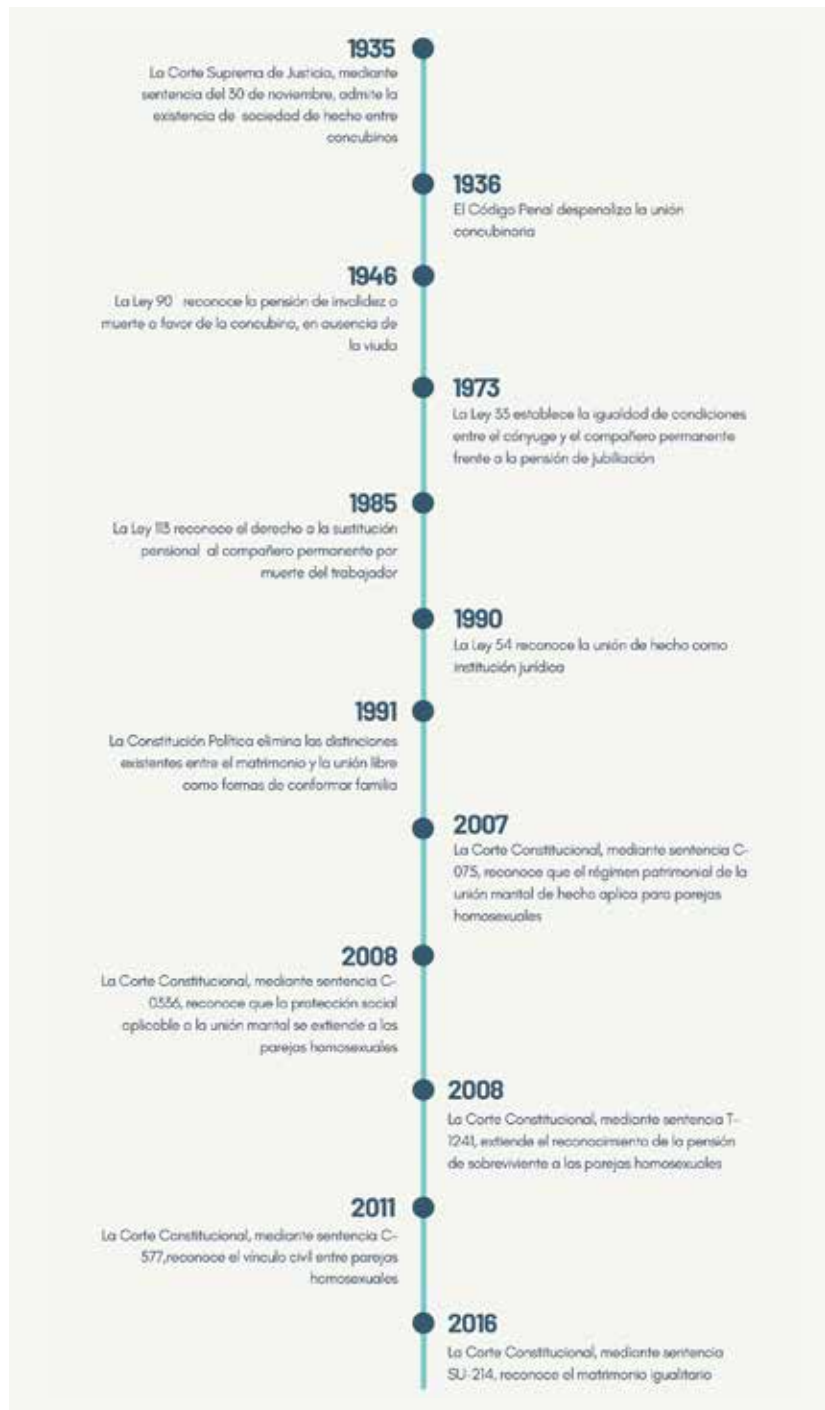 1935
La Corte Suprema de Justicia, mediante
sentencia del 30 de noviembre, admite la
existencia de sociedad de hecho entre
concubinos
1936
El Código Penal despenaliza la unión
concubinaria
1946
La Ley 90 reconoce la pensión de invalidez o
muerte a favor de la concubina, en ausencia de
la viuda
1973
La Ley 33 establece la igualdad de condiciones
entre el cónyuge y el compañero permanente
frente a la pensión de jubilación
1985
La Ley 113 reconoce el derecho a la sustitución
pensional al compañero permanente por
muerte del trabajador
1990
La Ley 54 reconoce la unión de hecho como
institución jurídica
1991
La Constitución Política elimina las distinciones
existentes entre el matrimonio y la unión libre
como formas de conformar familia
2007
La Corte Constitucional, mediante sentencia C-
075, reconoce que el régimen patrimonial de la
unión marital de hecho aplica para parejas
homosexuales
2008
La Corte Constitucional, mediante sentencia C-
0336, reconoce que la protección social
aplicable a la unión marital se extiende a las
parejas homosexuales
2008
La Corte Constitucional, mediante sentencia T-
1241, extiende el reconocimiento de la pensión
de sobreviviente a las parejas homosexuales
2011
La Corte Constitucional, mediante sentencia C-
577,reconoce el vínculo civil entre parejas
homosexuales
2016
La Corte Constitucional, mediante sentencia
SU-214, reconoce el matrimonio igualitario